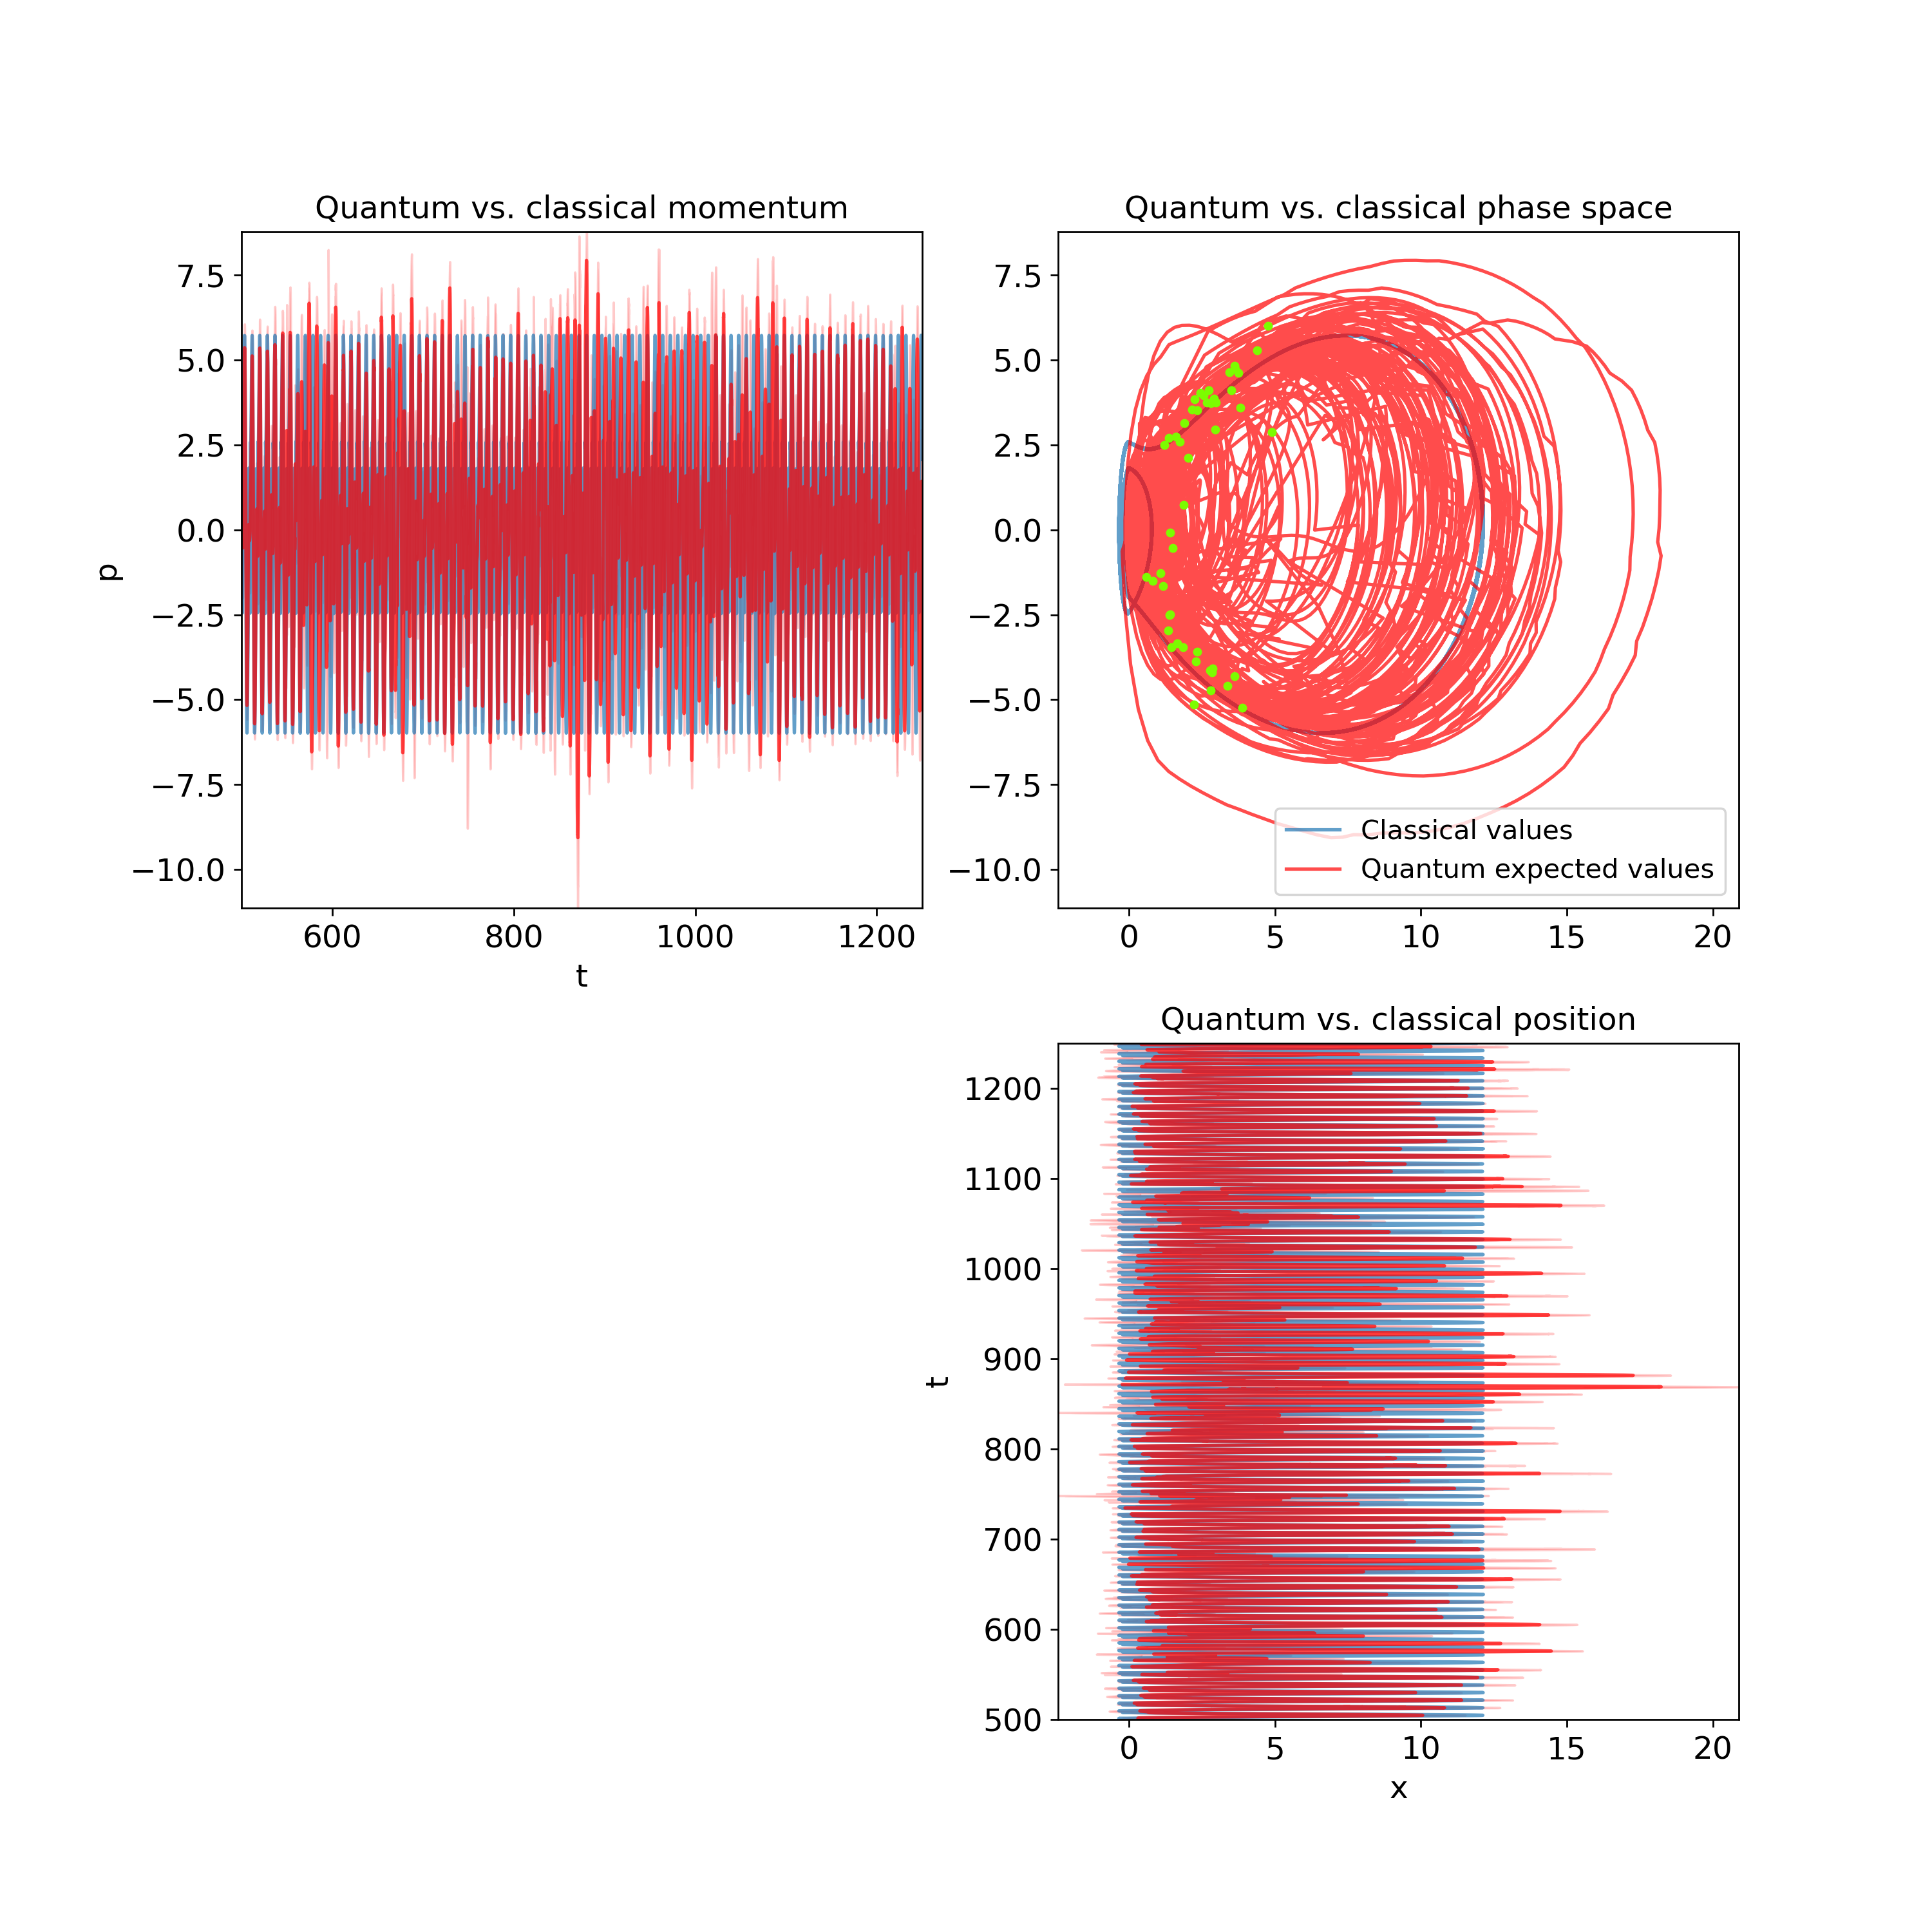 Quantum vs. classical momentum
7.5
5.0
2.5
0.0
−2.5
−5.0
−7.5
−10.0
p
600 800 1000 1200
t
Quantum vs. classical phase space
7.5
5.0
2.5
0.0
−2.5
−5.0
−7.5
−10.0
Classical values
Quantum expected values
0 5 10 15 20
Quantum vs. classical position
1200
1100
1000
900
800
700
600
500
t
0 5 10 15 20
x